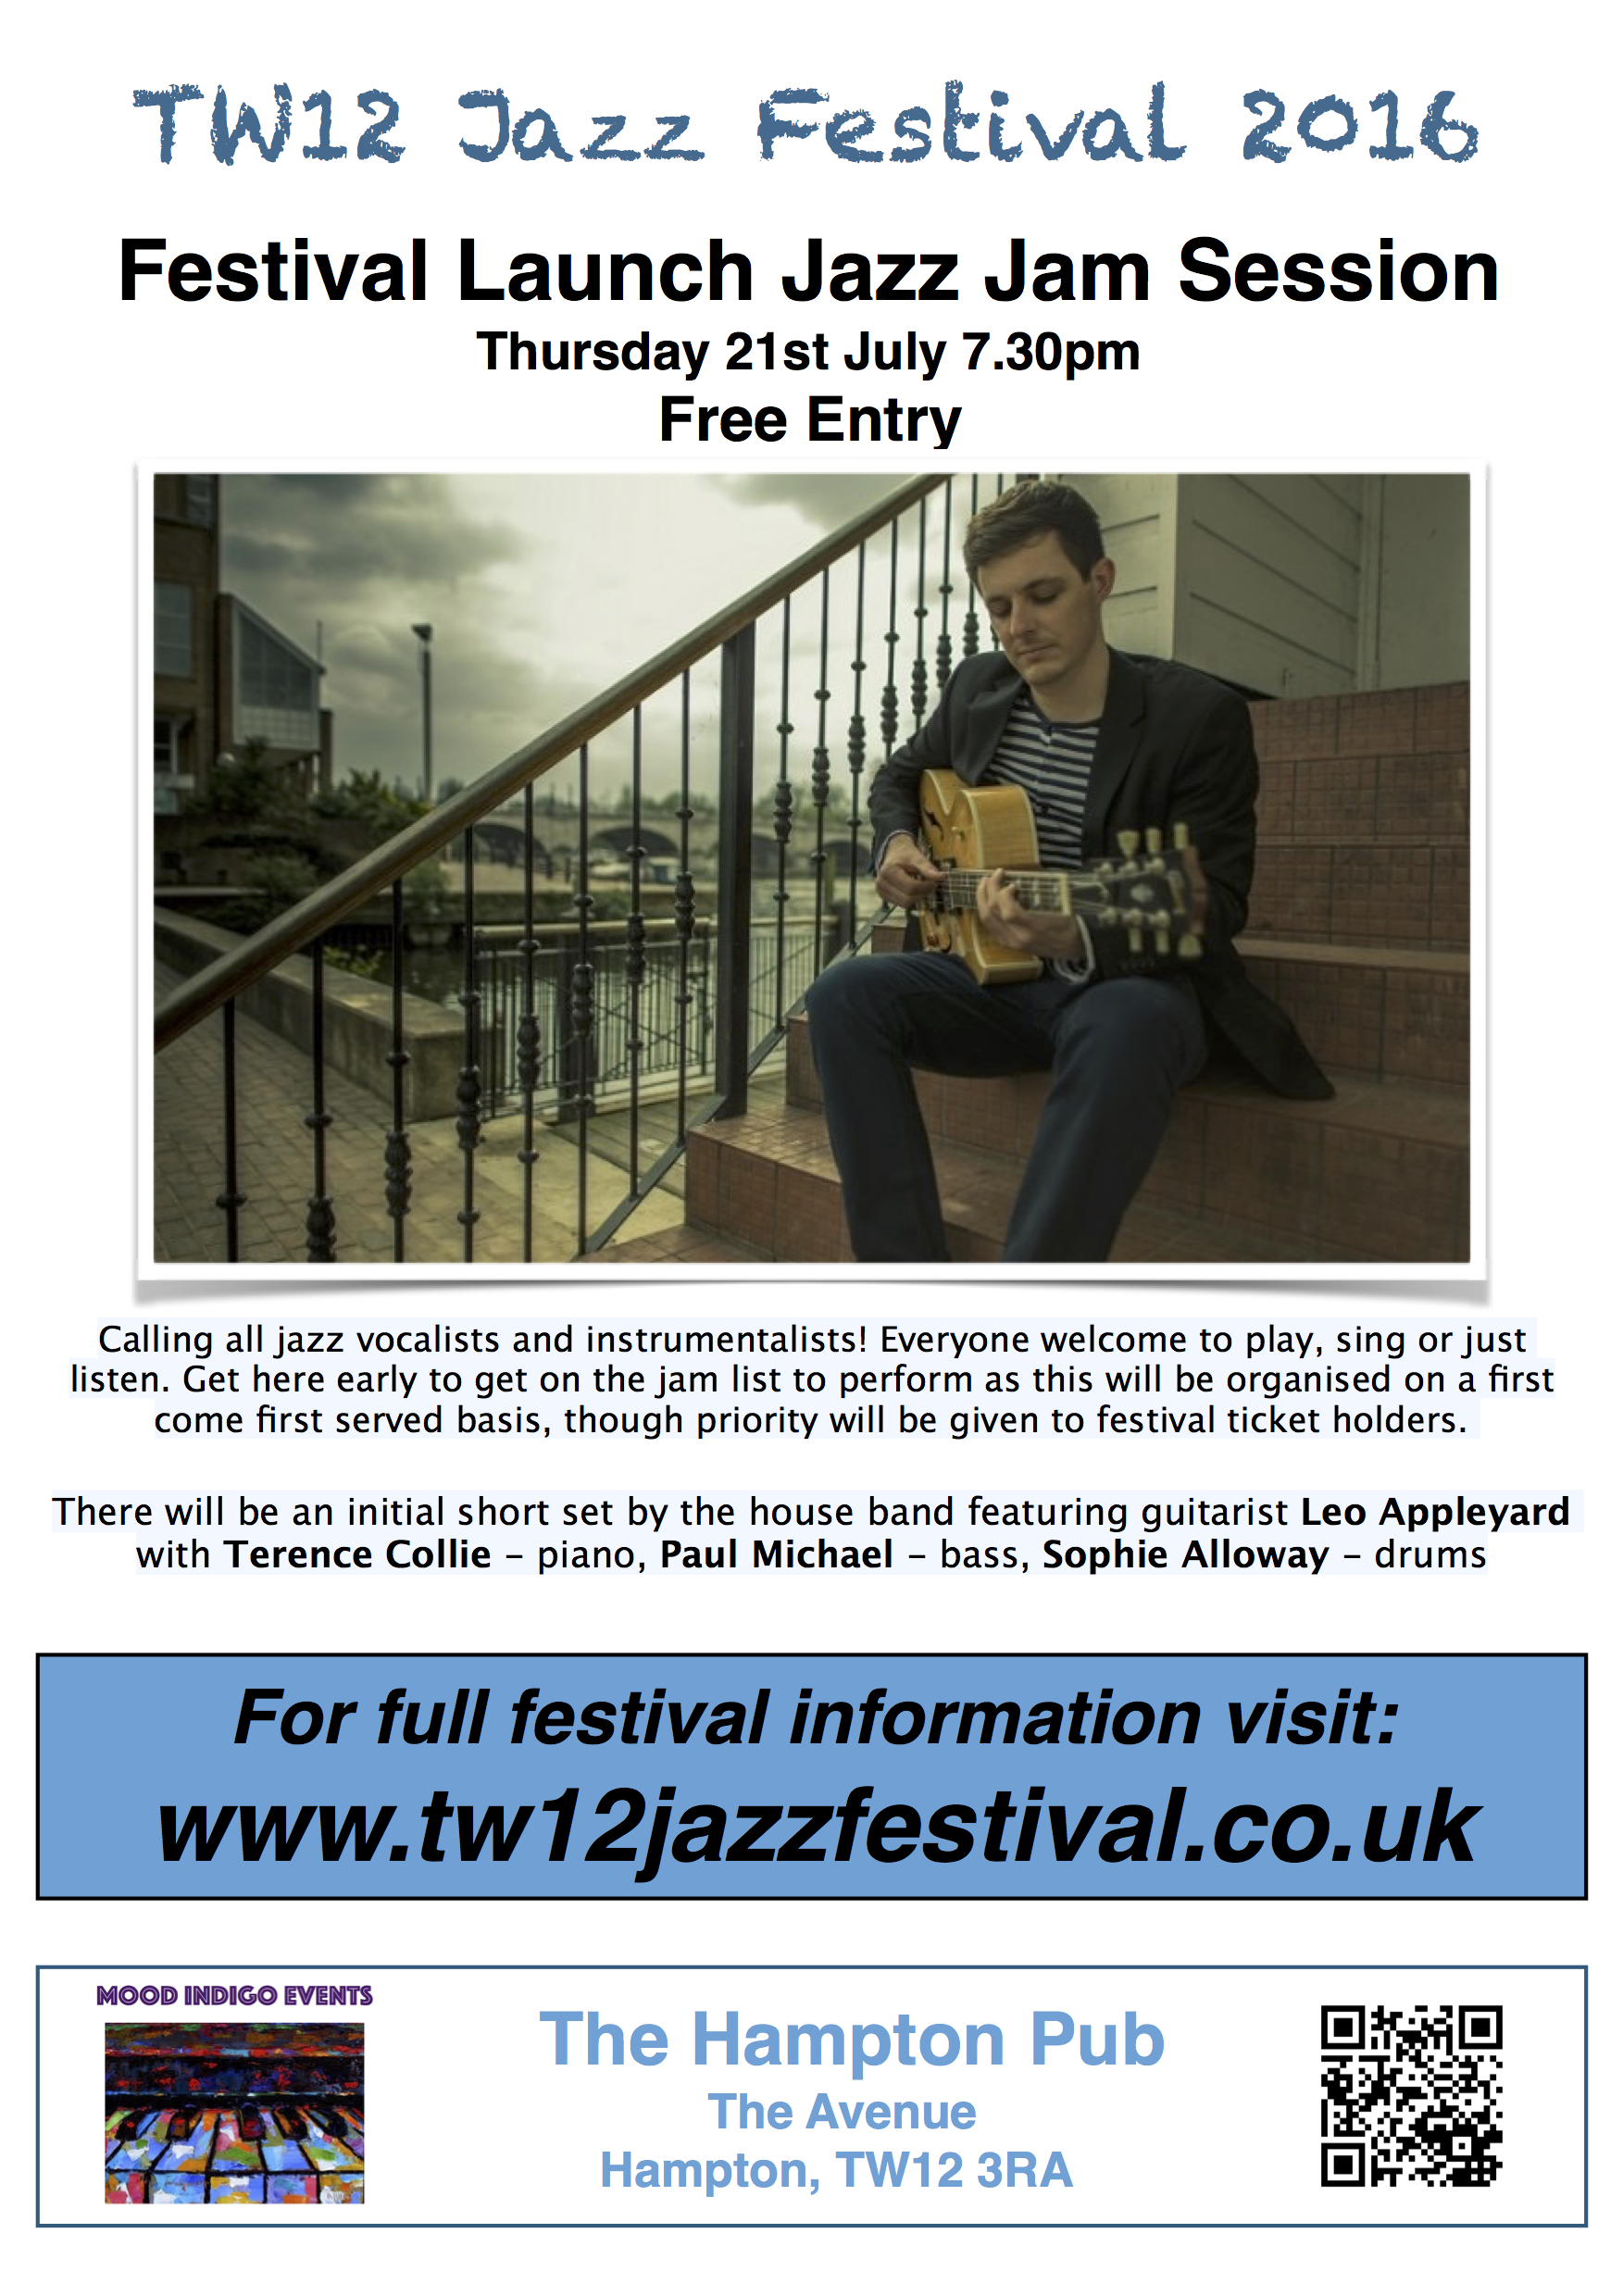 TW12 Jazz Festival 2016
Festival Launch Jazz Jam Session
Thursday 21st July 7.30pm
Free Entry
Calling all jazz vocalists and instrumentalists! Everyone welcome to play, sing or just
listen. Get here early to get on the jam list to perform as this will be organised on a first
come first served basis, though priority will be given to festival ticket holders.
There will be an initial short set by the house band featuring guitarist Leo Appleyard
with Terence Collie – piano, Paul Michael – bass, Sophie Alloway – drums
For full festival information visit:
www.tw12jazzfestival.co.uk
MOOD INDIGO EVENTS
The Hampton Pub
The Avenue
Hampton, TW12 3RA